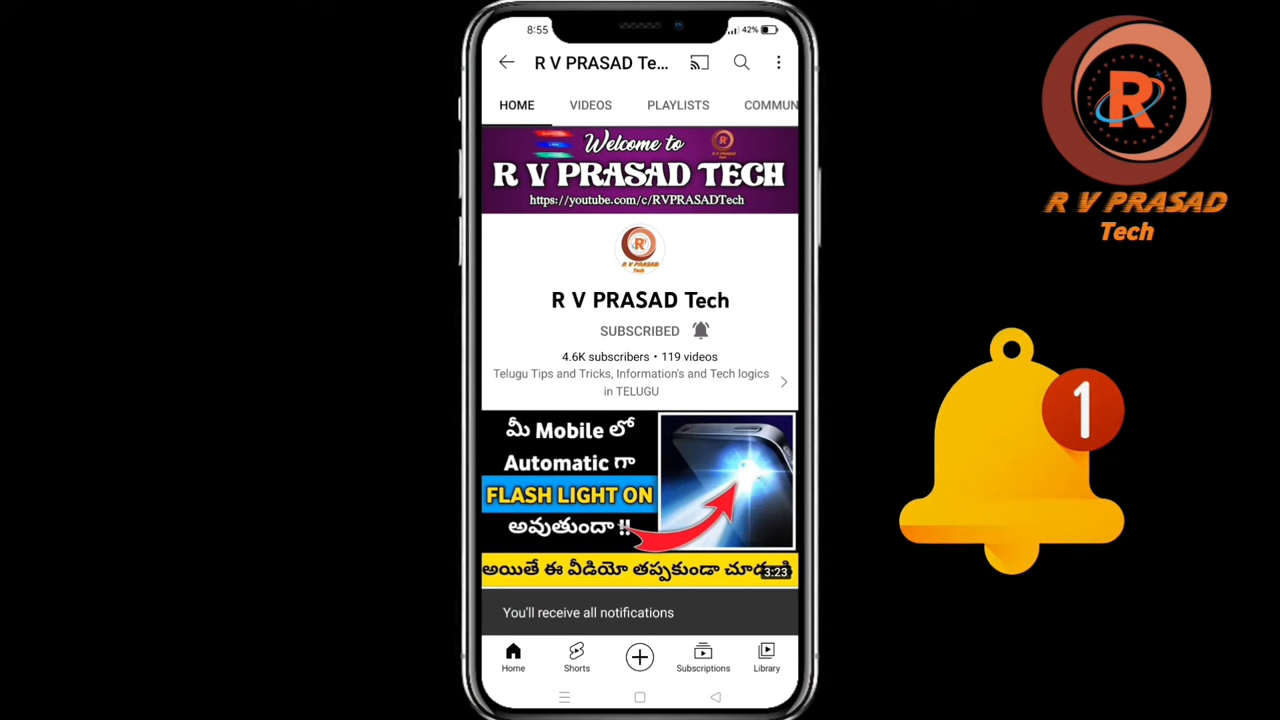 8:55
42%
R V PRASAD Te...
HOME VIDEOS PLAYLISTS COMMUN
Welcome to
R V PRASAD TECH
https://youtube.com/c/RVPRASADTech
R
R V PRASAD
Tech
R V PRASAD Tech
SUBSCRIBED
4.6K subscribers • 119 videos
Telugu Tips and Tricks, Information's and Tech logics
in TELUGU
మీ Mobile లో
Automatic గా
FLASH LIGHT ON
అవుతుందా !!
అయితే ఈ వీడియో తప్పకుండా
3:23
You'll receive all notifications
Home Shorts Subscriptions Library
R
R V PRASAD
Tech
1